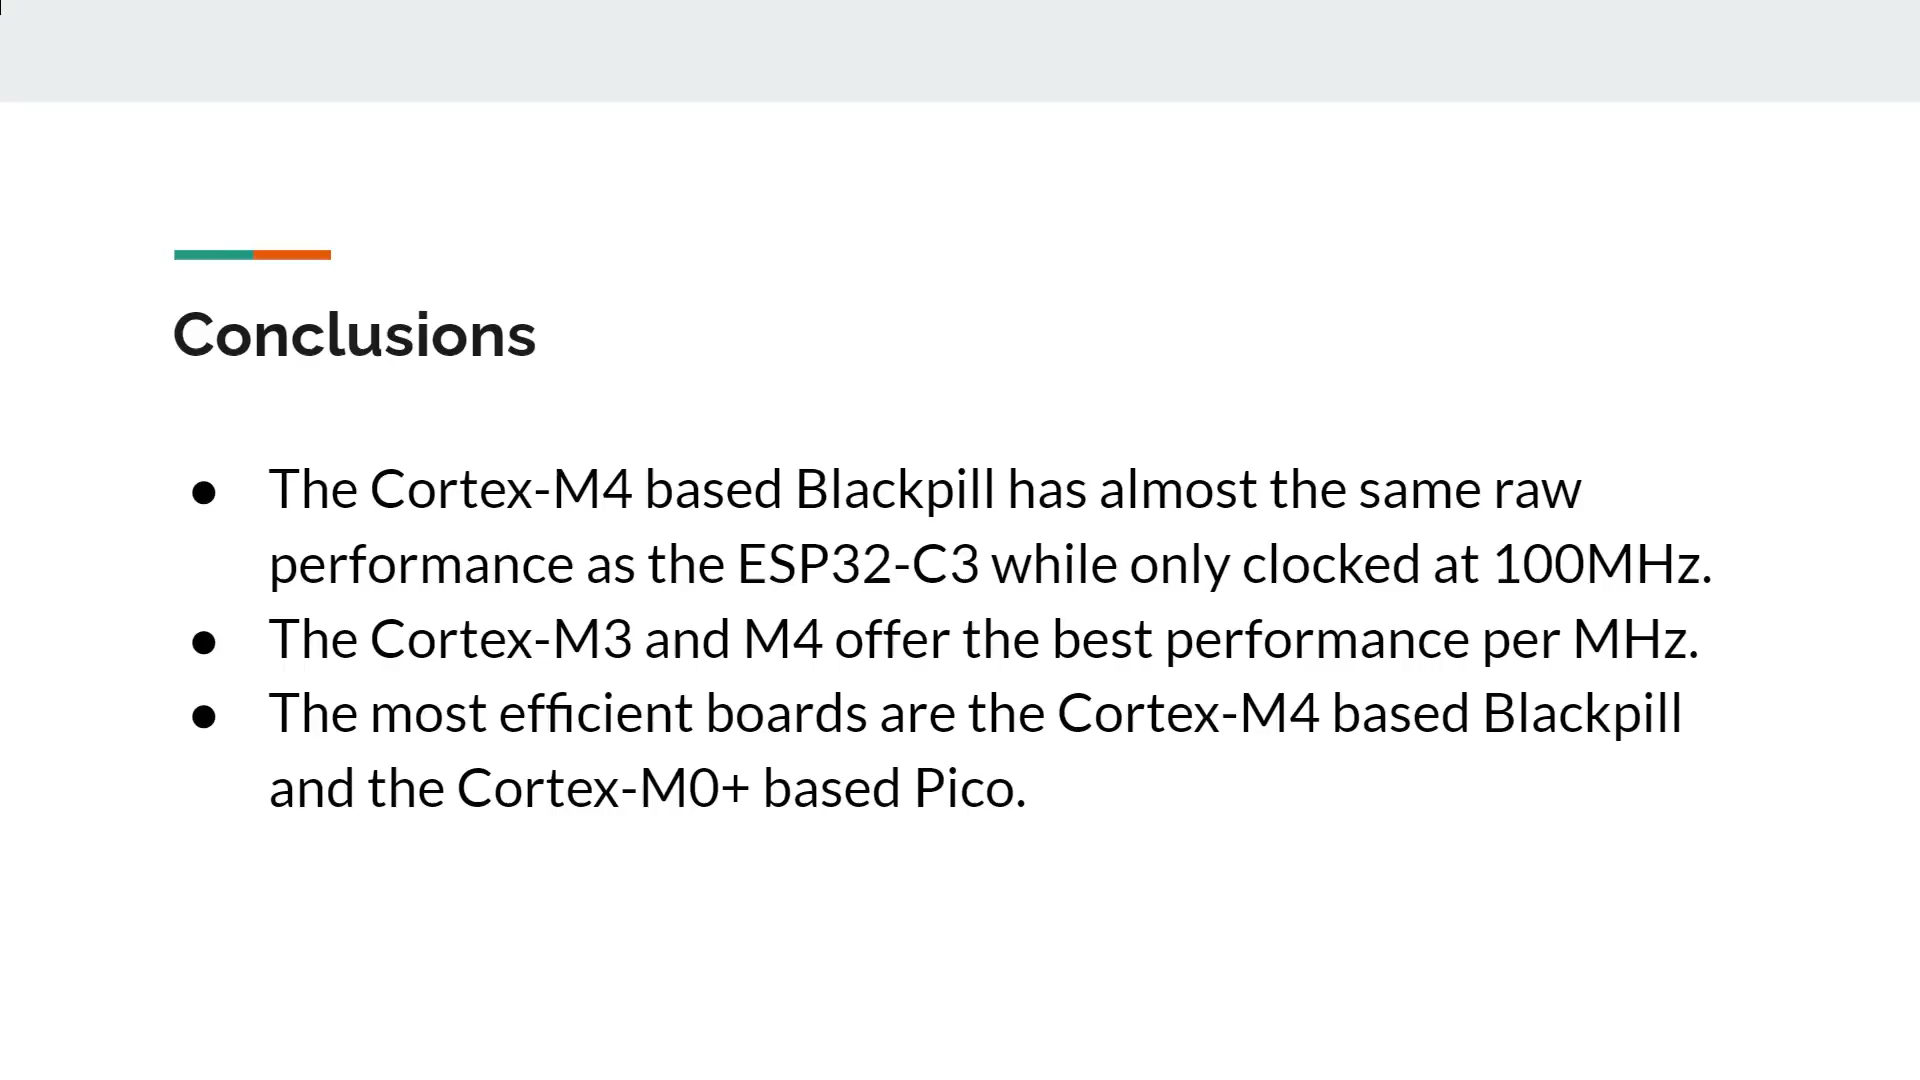 Conclusions
● The Cortex-M4 based Blackpill has almost the same raw
performance as the ESP32-C3 while only clocked at 100MHz.
● The Cortex-M3 and M4 offer the best performance per MHz.
● The most efficient boards are the Cortex-M4 based Blackpill
and the Cortex-M0+ based Pico.